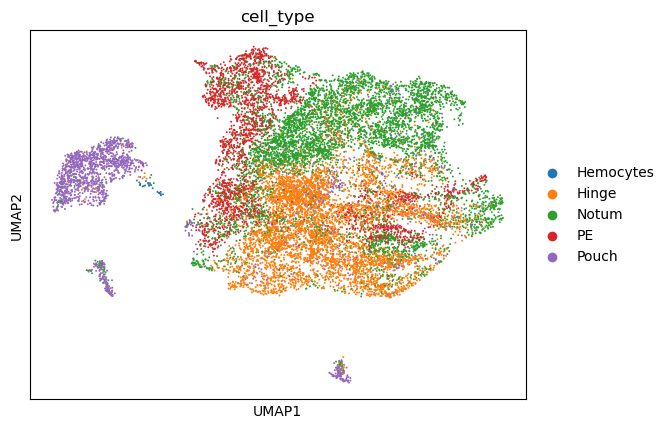 cell_type
UMAP2
UMAP1
Hemocytes
Hinge
Notum
PE
Pouch